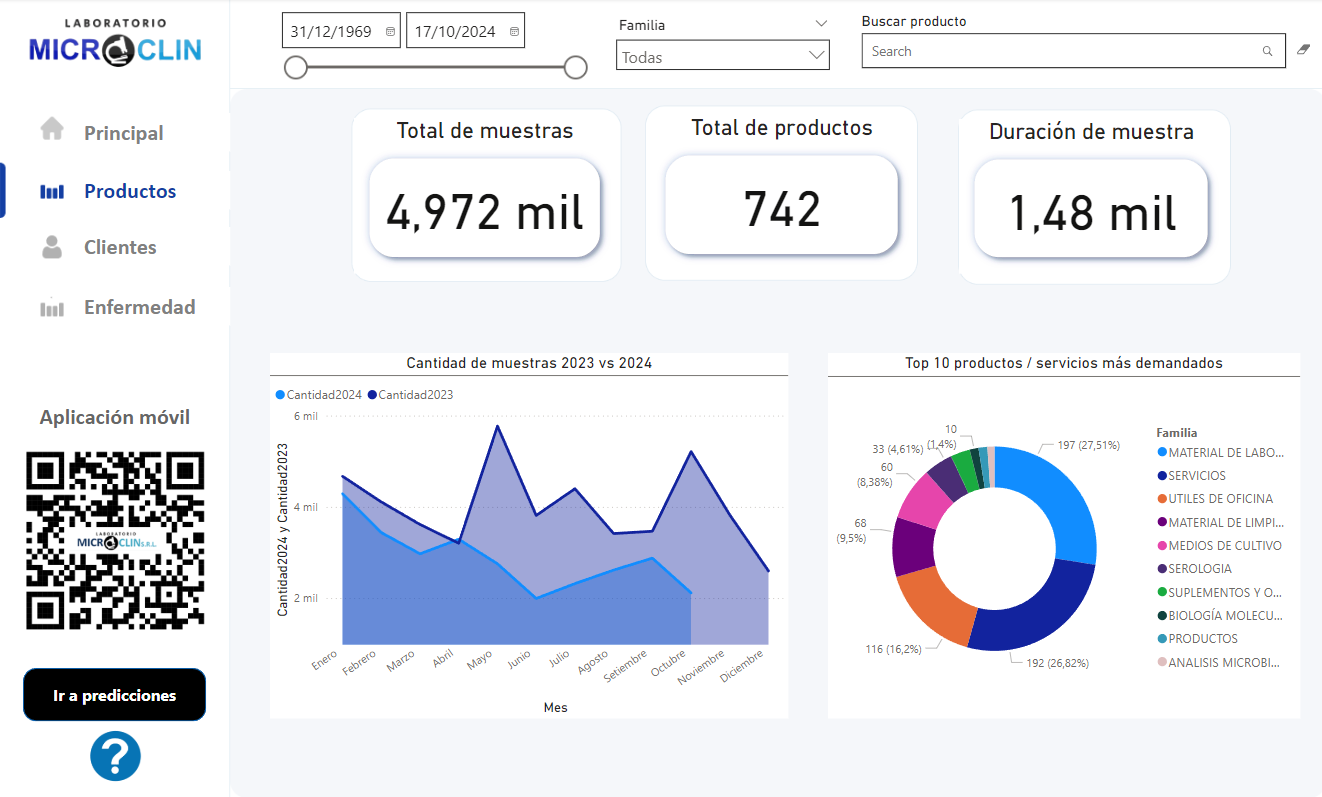 LABORATORIO
MICROCLIN
31/12/1969
17/10/2024
Familia
Todas
Buscar producto
Search
Principal
Productos
Clientes
Enfermedad
Aplicación móvil
LABORATORIO
MICROCLIN S.R.L.
Ir a predicciones
?
Total de muestras
4,972 mil
Total de productos
742
Duración de muestra
1,48 mil
Cantidad de muestras 2023 vs 2024
Cantidad2024 Cantidad2023
Cantidad2024 y Cantidad2023
6 mil
4 mil
2 mil
Enero
Febrero
Marzo
Abril
Mayo
Junio
Julio
Agosto
Setiembre
Octubre
Noviembre
Diciembre
Mes
Top 10 productos / servicios más demandados
197 (27,51%)
192 (26,82%)
116 (16,2%)
68
(9,5%)
60
(8,38%)
33 (4,61%)
10
(1,4%)
Familia
MATERIAL DE LABO...
SERVICIOS
UTILES DE OFICINA
MATERIAL DE LIMPI...
MEDIOS DE CULTIVO
SEROLOGIA
SUPLEMENTOS Y O...
BIOLOGÍA MOLECU...
PRODUCTOS
ANALISIS MICROBI...